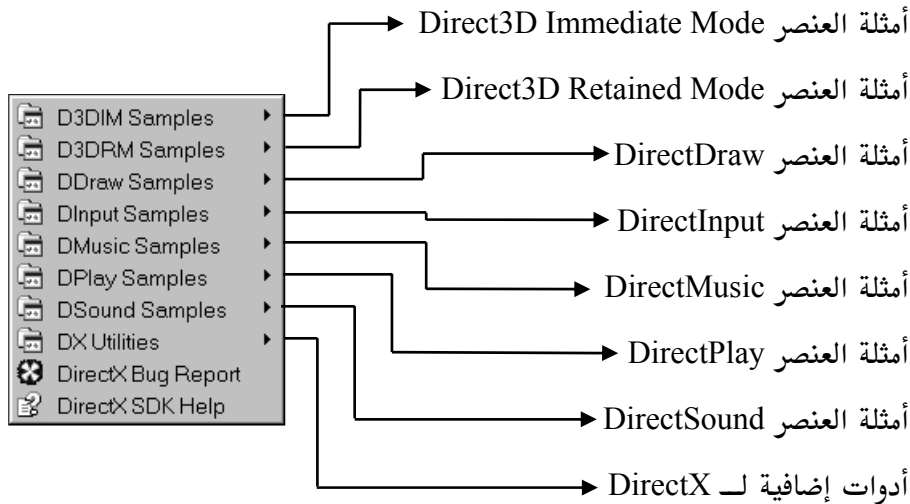 أمثلة العنصر Direct3D Immediate Mode
أمثلة العنصر Direct3D Retained Mode
أمثلة العنصر DirectDraw
أمثلة العنصر DirectInput
أمثلة العنصر DirectMusic
أمثلة العنصر DirectPlay
أمثلة العنصر DirectSound
أدوات إضافية لــ DirectX
D3DIM Samples
D3DRM Samples
DDraw Samples
DInput Samples
DMusic Samples
DPlay Samples
DSound Samples
DX Utilities
DirectX Bug Report
DirectX SDK Help